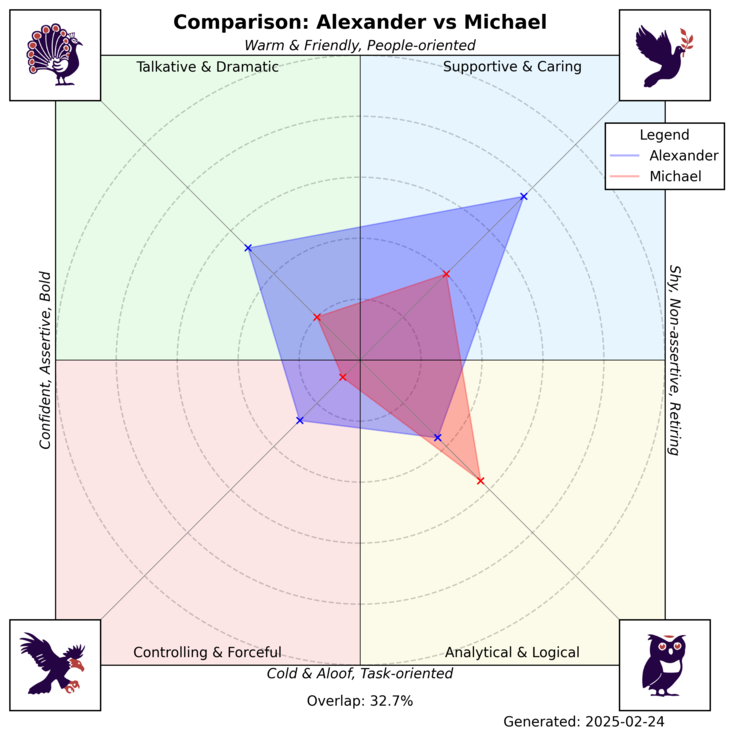 Comparison: Alexander vs Michael
Warm & Friendly, People-oriented
Talkative & Dramatic
Supportive & Caring
Legend
Alexander
Michael
Confident, Assertive, Bold
Shy, Non-assertive, Retiring
Controlling & Forceful
Analytical & Logical
Cold & Aloof, Task-oriented
Overlap: 32.7%
Generated: 2025-02-24